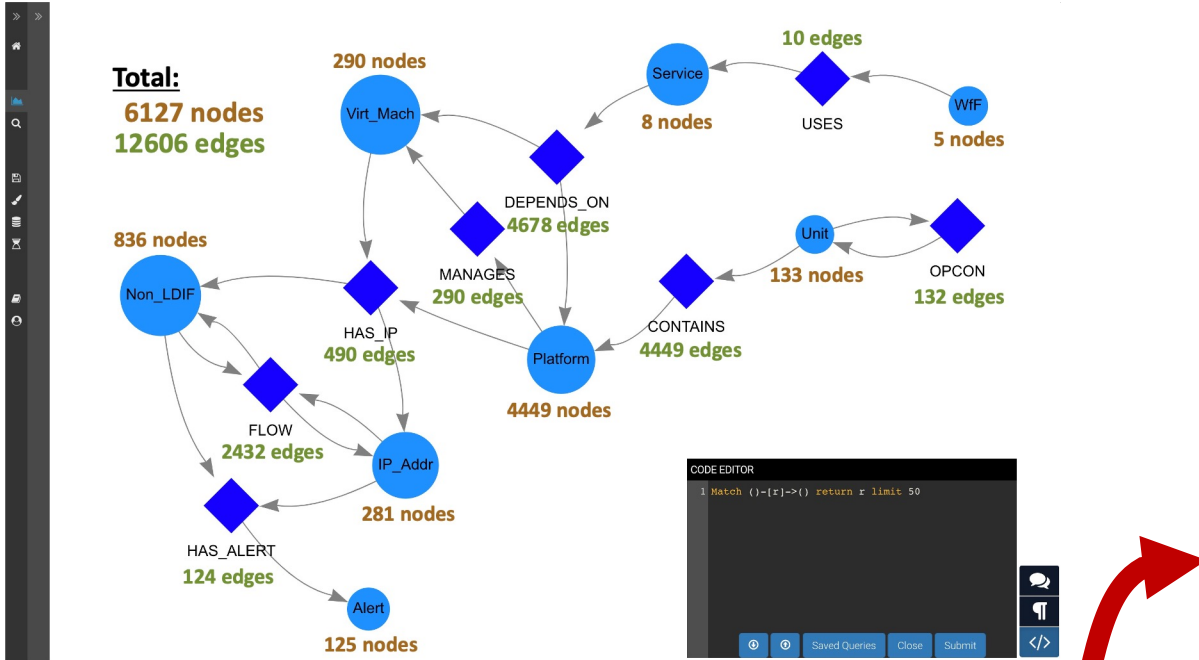 Total:
6127 nodes
12606 edges
290 nodes
Virt_Mach
Service
8 nodes
10 edges
USES
WfF
5 nodes
DEPENDS_ON
4678 edges
MANAGES
290 edges
Unit
133 nodes
OPCON
132 edges
836 nodes
Non_LDIF
HAS_IP
490 edges
CONTAINS
4449 edges
Platform
4449 nodes
FLOW
2432 edges
IP_Addr
281 nodes
HAS_ALERT
124 edges
Alert
125 nodes
CODE EDITOR
1 Match ()-[r]->() return r limit 50
Saved Queries
Close
Submit